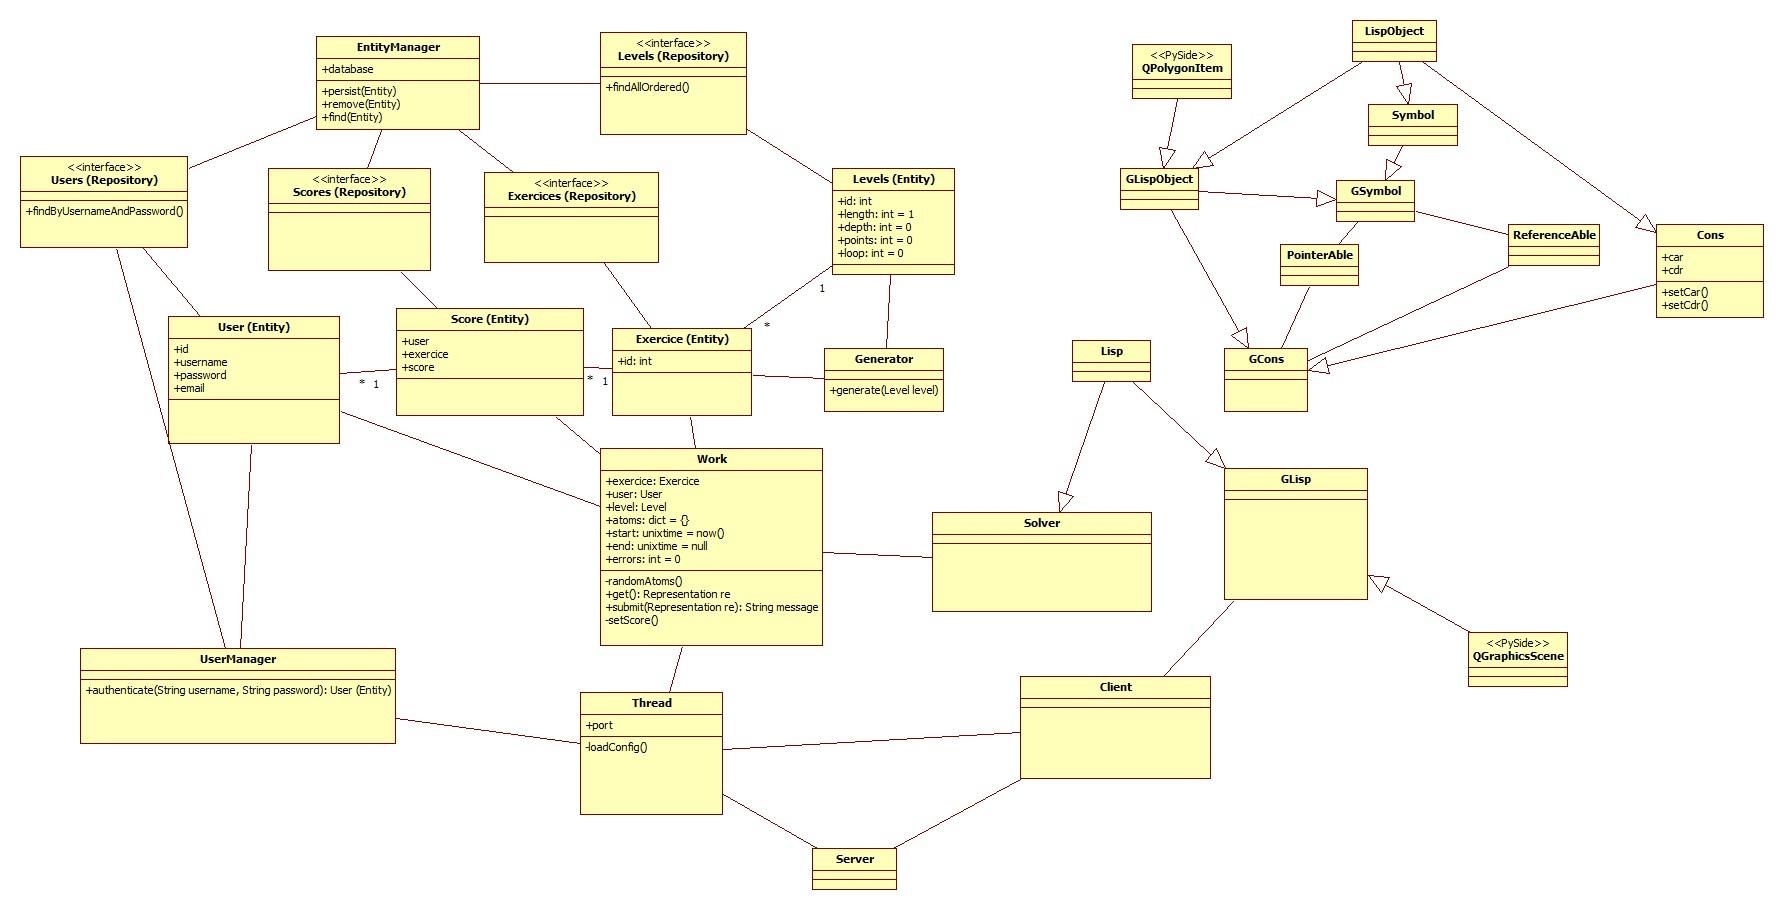 EntityManager
+database
+persist(Entity)
+remove(Entity)
+find(Entity)
<<interface>>
Levels (Repository)
+findAllOrdered()
<<PySide>>
QPolygonItem
LispObject
Symbol
<<interface>>
Users (Repository)
+findByUsernameAndPassword()
<<interface>>
Scores (Repository)
<<interface>>
Exercices (Repository)
Levels (Entity)
+id: int
+length: int = 1
+depth: int = 0
+points: int = 0
+loop: int = 0
GLispObject
GSymbol
PointerAble
ReferenceAble
Cons
+car
+cdr
+setCar()
+setCdr()
1
*
User (Entity)
+id
+username
+password
+email
* 1
Score (Entity)
+user
+exercice
+score
* 1
Exercice (Entity)
+id: int
Generator
+generate(Level level)
Lisp
GCons
Work
+exercice: Exercice
+user: User
+level: Level
+atoms: dict = {}
+start: unixtime = now()
+end: unixtime = null
+errors: int = 0
-randomAtoms()
+get(): Representation re
+submit(Representation re): String message
-setScore()
Solver
GLisp
<<PySide>>
QGraphicsScene
UserManager
+authenticate(String username, String password): User (Entity)
Thread
+port
-loadConfig()
Client
Server